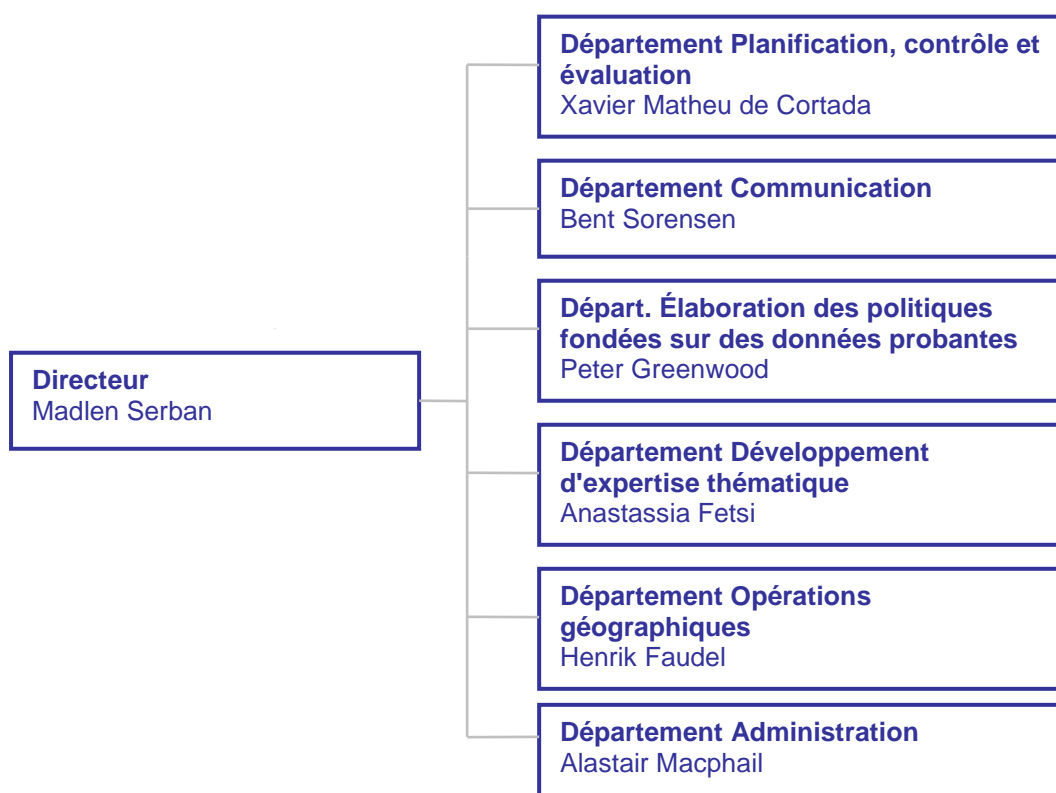 Département Planification, contrôle et
évaluation
Xavier Matheu de Cortada
Département Communication
Bent Sorensen
Départ. Élaboration des politiques
fondées sur des données probantes
Peter Greenwood
Directeur
Madlen Serban
Département Développement
d'expertise thématique
Anastassia Fetsi
Département Opérations
géographiques
Henrik Faudel
Département Administration
Alastair Macphail